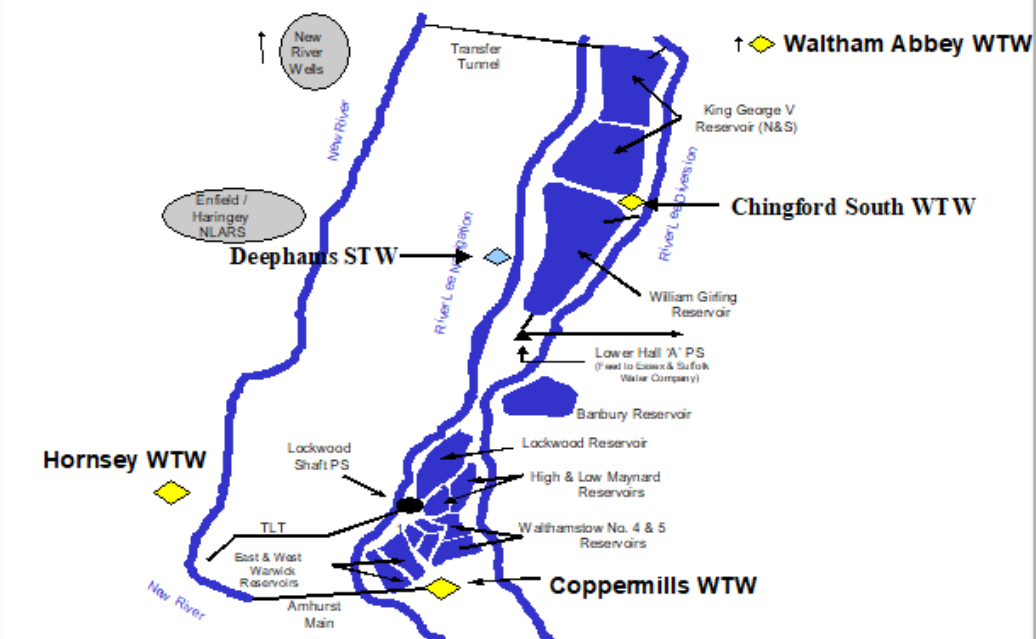 New
River
Wells
Transfer
Tunnel
Waltham Abbey WTW
King George V
Reservoir (N&S)
New River
Enfield /
Haringey
NLARS
River Lee Diversion
Chingford South WTW
Deephams STW
River Lee Navigation
William Girling
Reservoir
Lower Hall 'A' PS
(Feed to Essex & Suffolk
Water Company)
Banbury Reservoir
Lockwood Reservoir
Lockwood
Shaft PS
Hornsey WTW
High & Low Maynard
Reservoirs
TLT
1
Walthamstow No. 4 & 5
Reservoirs
East & West
Warwick
Reservoirs
Coppermills WTW
New River
Amhurst
Main